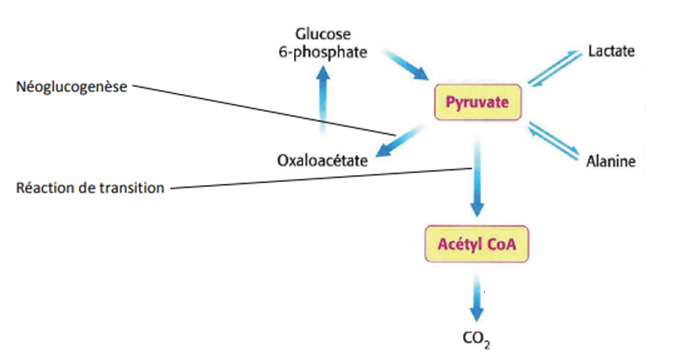 Glucose
6-phosphate
Lactate
Néoglucogenèse
Pyruvate
Oxaloacétate
Alanine
Réaction de transition
Acétyl CoA
CO₂